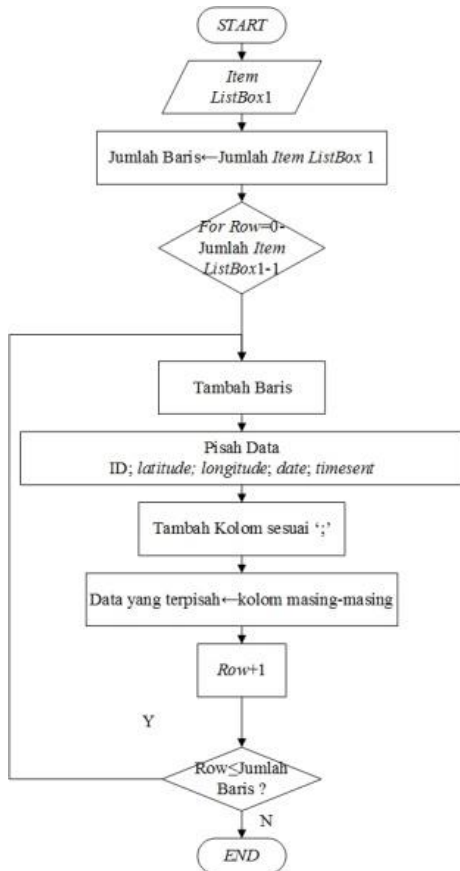 START
Item
ListBox1
Jumlah Baris←Jumlah Item ListBox 1
For Row=0-
Jumlah Item
ListBox1-1
Tambah Baris
Pisah Data
ID; latitude; longitude; date; timesent
Tambah Kolom sesuai ‘;’
Data yang terpisah←kolom masing-masing
Row+1
Y
Row≤Jumlah
Baris ?
N
END